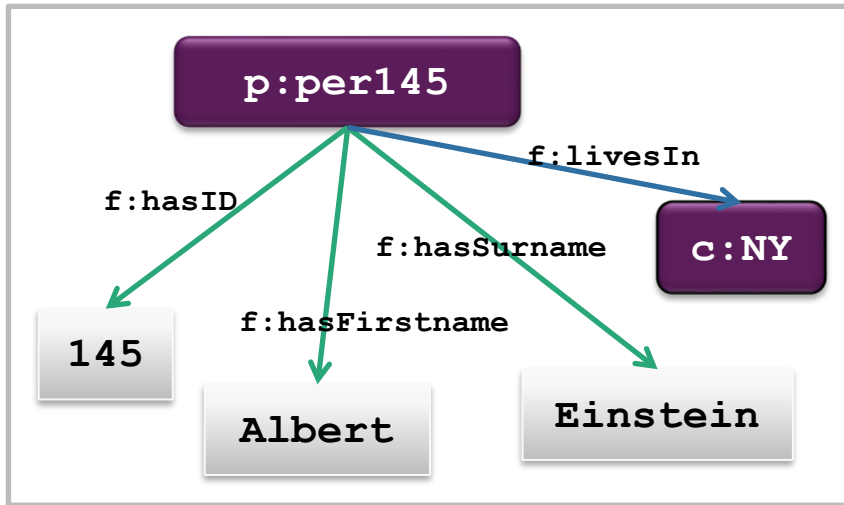 p:per145
f:livesIn
f:hasID
c:NY
f:hasSurname
f:hasFirstname
145
Albert
Einstein